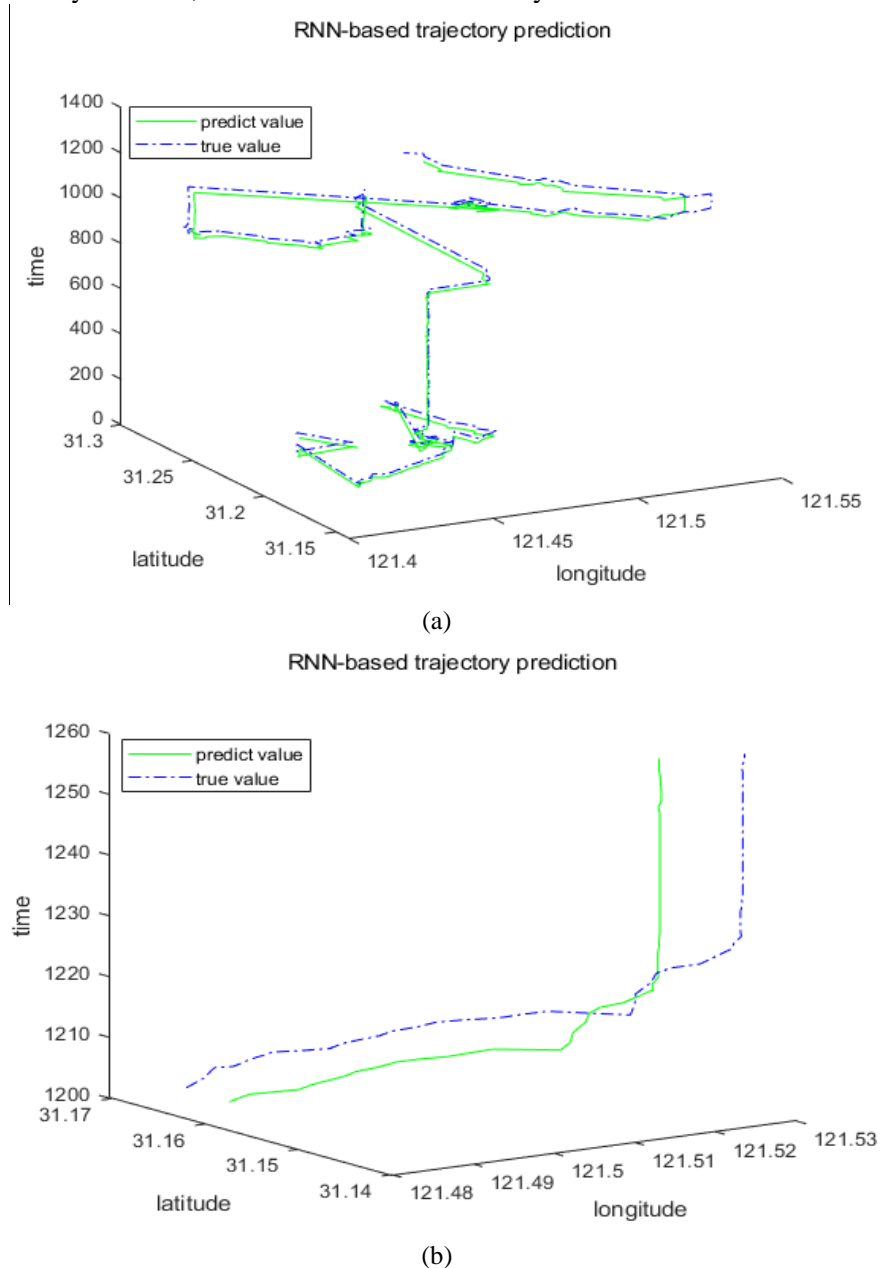 RNN-based trajectory prediction
1400
1200
1000
800
600
400
200
0
time
predict value
true value
31.3
31.25
31.2
31.15
latitude
121.4
121.45
121.5
121.55
longitude
(a)
RNN-based trajectory prediction
1260
1250
1240
1230
1220
1210
1200
time
predict value
true value
31.17
31.16
31.15
31.14
latitude
121.48
121.49
121.5
121.51
121.52
121.53
longitude
(b)